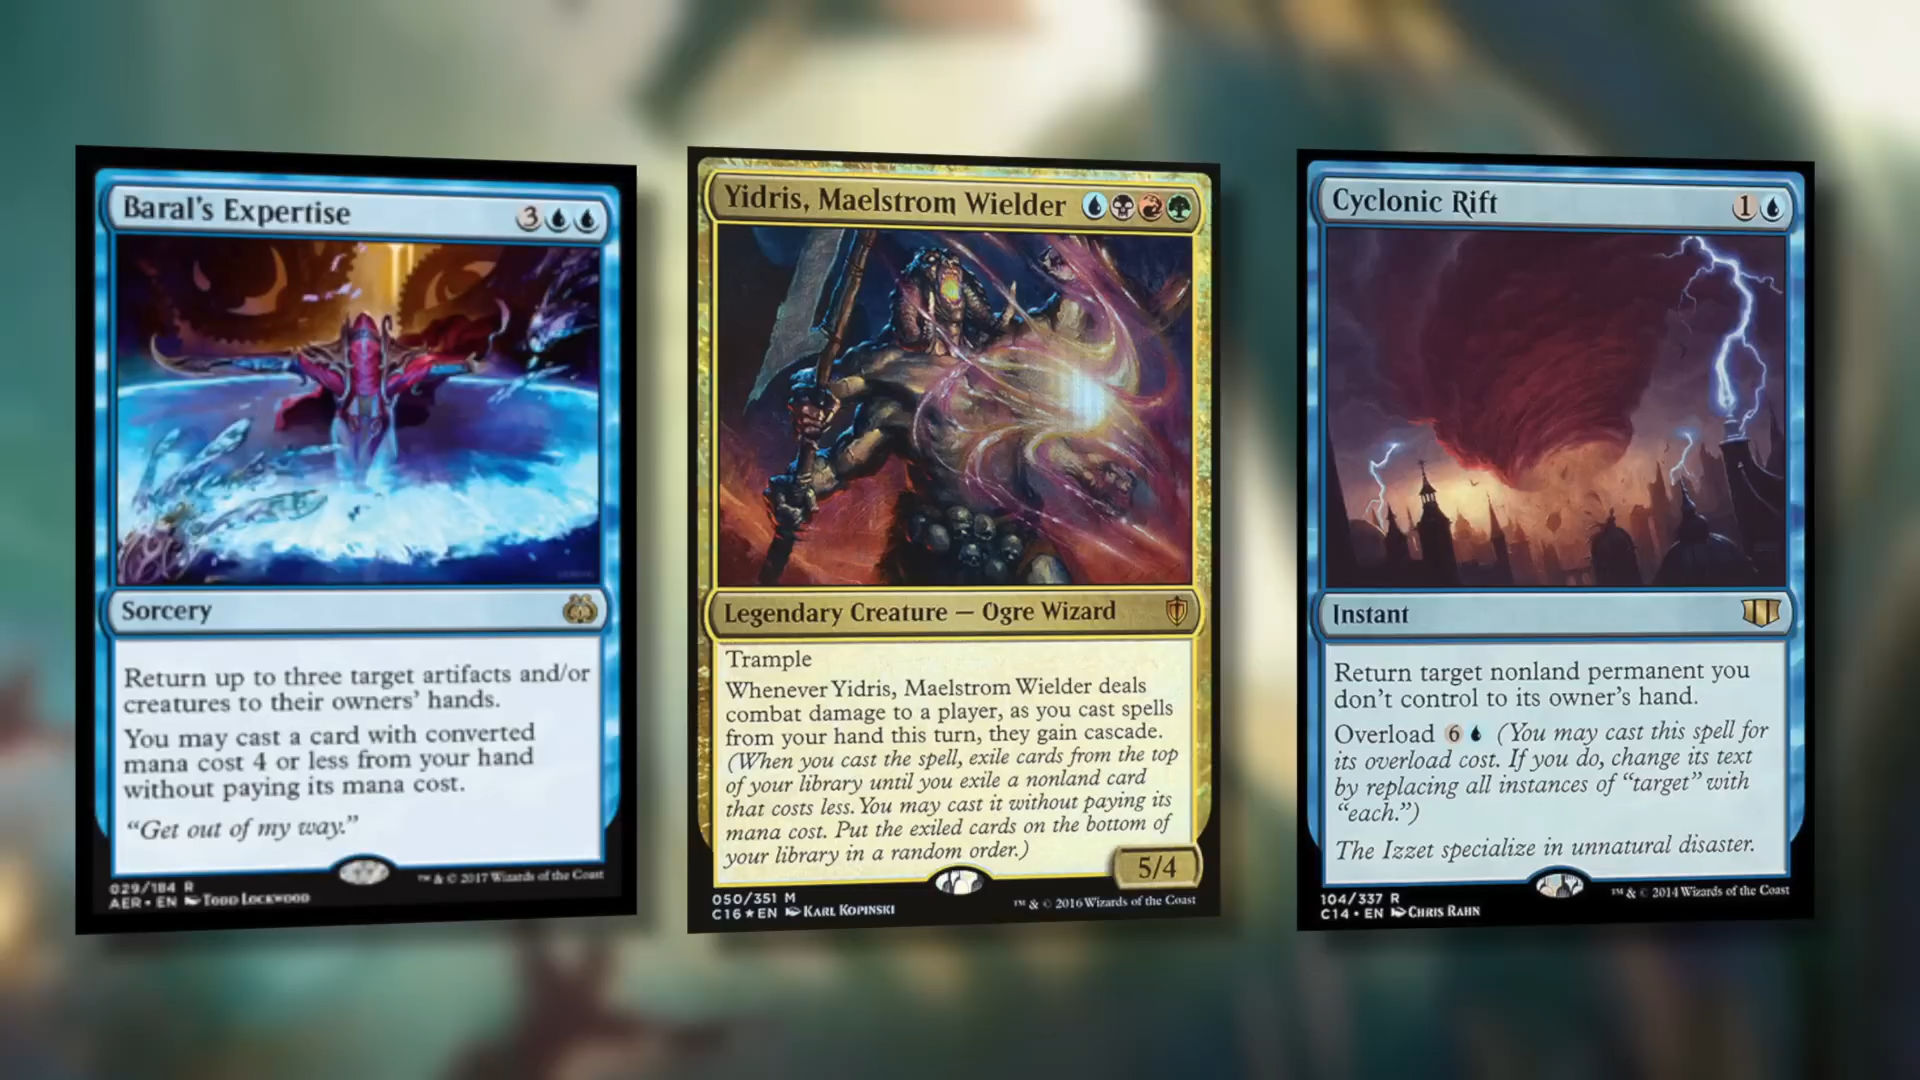 Baral's Expertise 3
Sorcery
Return up to three target artifacts and/or
creatures to their owners' hands.
You may cast a card with converted
mana cost 4 or less from your hand
without paying its mana cost.
"Get out of my way."
029/184 R
AER • EN Todd Lockwood
™ & © 2017 Wizards of the Coast
Yidris, Maelstrom Wielder
Legendary Creature — Ogre Wizard
Trample
Whenever Yidris, Maelstrom Wielder deals
combat damage to a player, as you cast spells
from your hand this turn, they gain cascade.
(When you cast the spell, exile cards from the top
of your library until you exile a nonland card
that costs less. You may cast it without paying its
mana cost. Put the exiled cards on the bottom of
your library in a random order.)
5/4
050/351 M
C16 ★ EN Karl Kopinski
™ & © 2016 Wizards of the Coast
Cyclonic Rift 1
Instant
Return target nonland permanent you
don't control to its owner's hand.
Overload 6 (You may cast this spell for
its overload cost. If you do, change its text
by replacing all instances of "target" with
"each.")
The Izzet specialize in unnatural disaster.
104/337 R
C14 • EN Chris Rahn
™ & © 2014 Wizards of the Coast